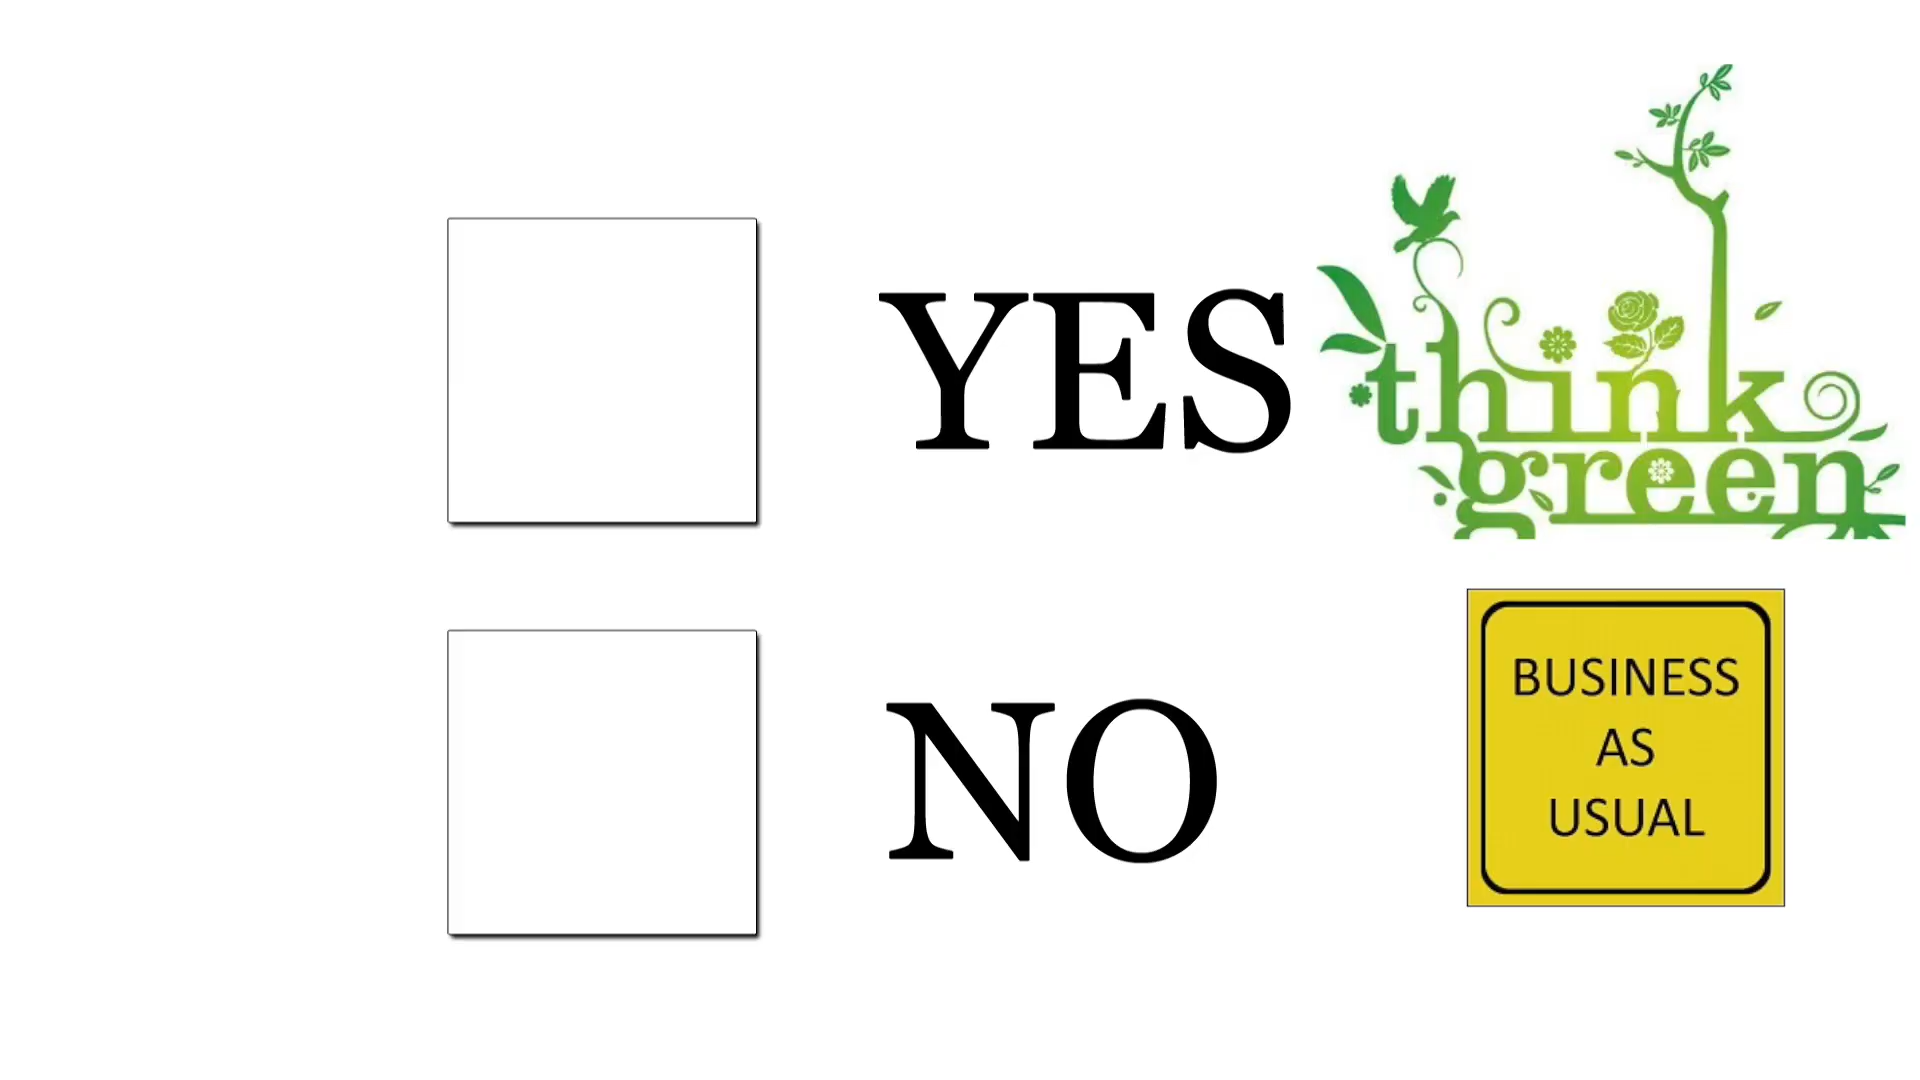 YES
think
green
NO
BUSINESS
AS
USUAL